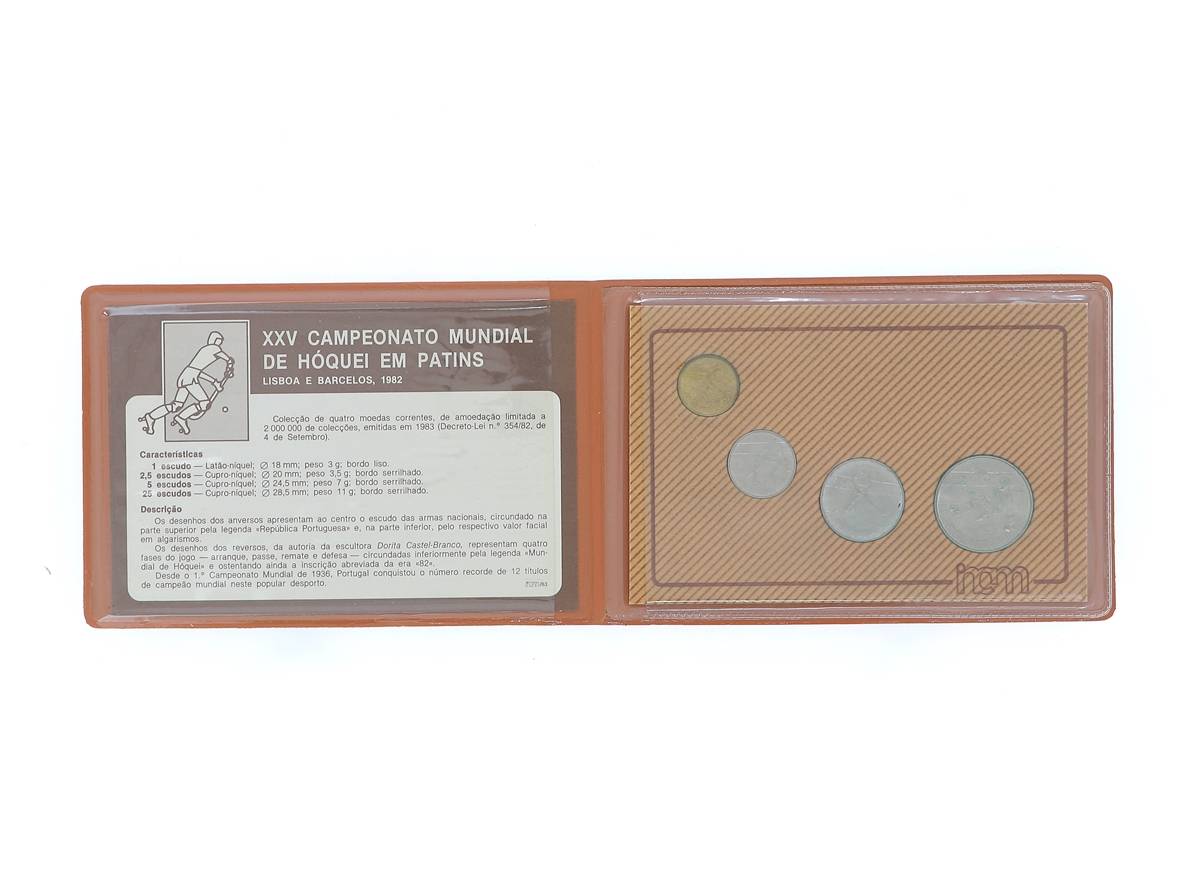 XXV CAMPEONATO MUNDIAL
DE HÓQUEI EM PATINS
LISBOA E BARCELOS, 1982
Colecção de quatro moedas correntes, de amoedação limitada a
2 000 000 de colecções, emitidas em 1983 (Decreto-Lei n.º 354/82, de
4 de Setembro).
Características
1 escudo — Latão-níquel; ∅ 18 mm; peso 3 g; bordo liso.
2,5 escudos — Cupro-níquel; ∅ 20 mm; peso 3,5 g; bordo serrilhado.
5 escudos — Cupro-níquel; ∅ 24,5 mm; peso 7 g; bordo serrilhado.
25 escudos — Cupro-níquel; ∅ 28,5 mm; peso 11 g; bordo serrilhado.
Descrição
Os desenhos dos anversos apresentam ao centro o escudo das armas nacionais, circundado na
parte superior pela legenda «República Portuguesa» e, na parte inferior, pelo respectivo valor facial
em algarismos.
Os desenhos dos reversos, da autoria da escultora Dorita Castel-Branco, representam quatro
fases do jogo — arranque, passe, remate e defesa — circundadas inferiormente pela legenda «Mun-
dial de Hóquei» e ostentando ainda a inscrição abreviada da era «82».
Desde o 1.º Campeonato Mundial de 1936, Portugal conquistou o número recorde de 12 títulos
de campeão mundial neste popular desporto.
incm